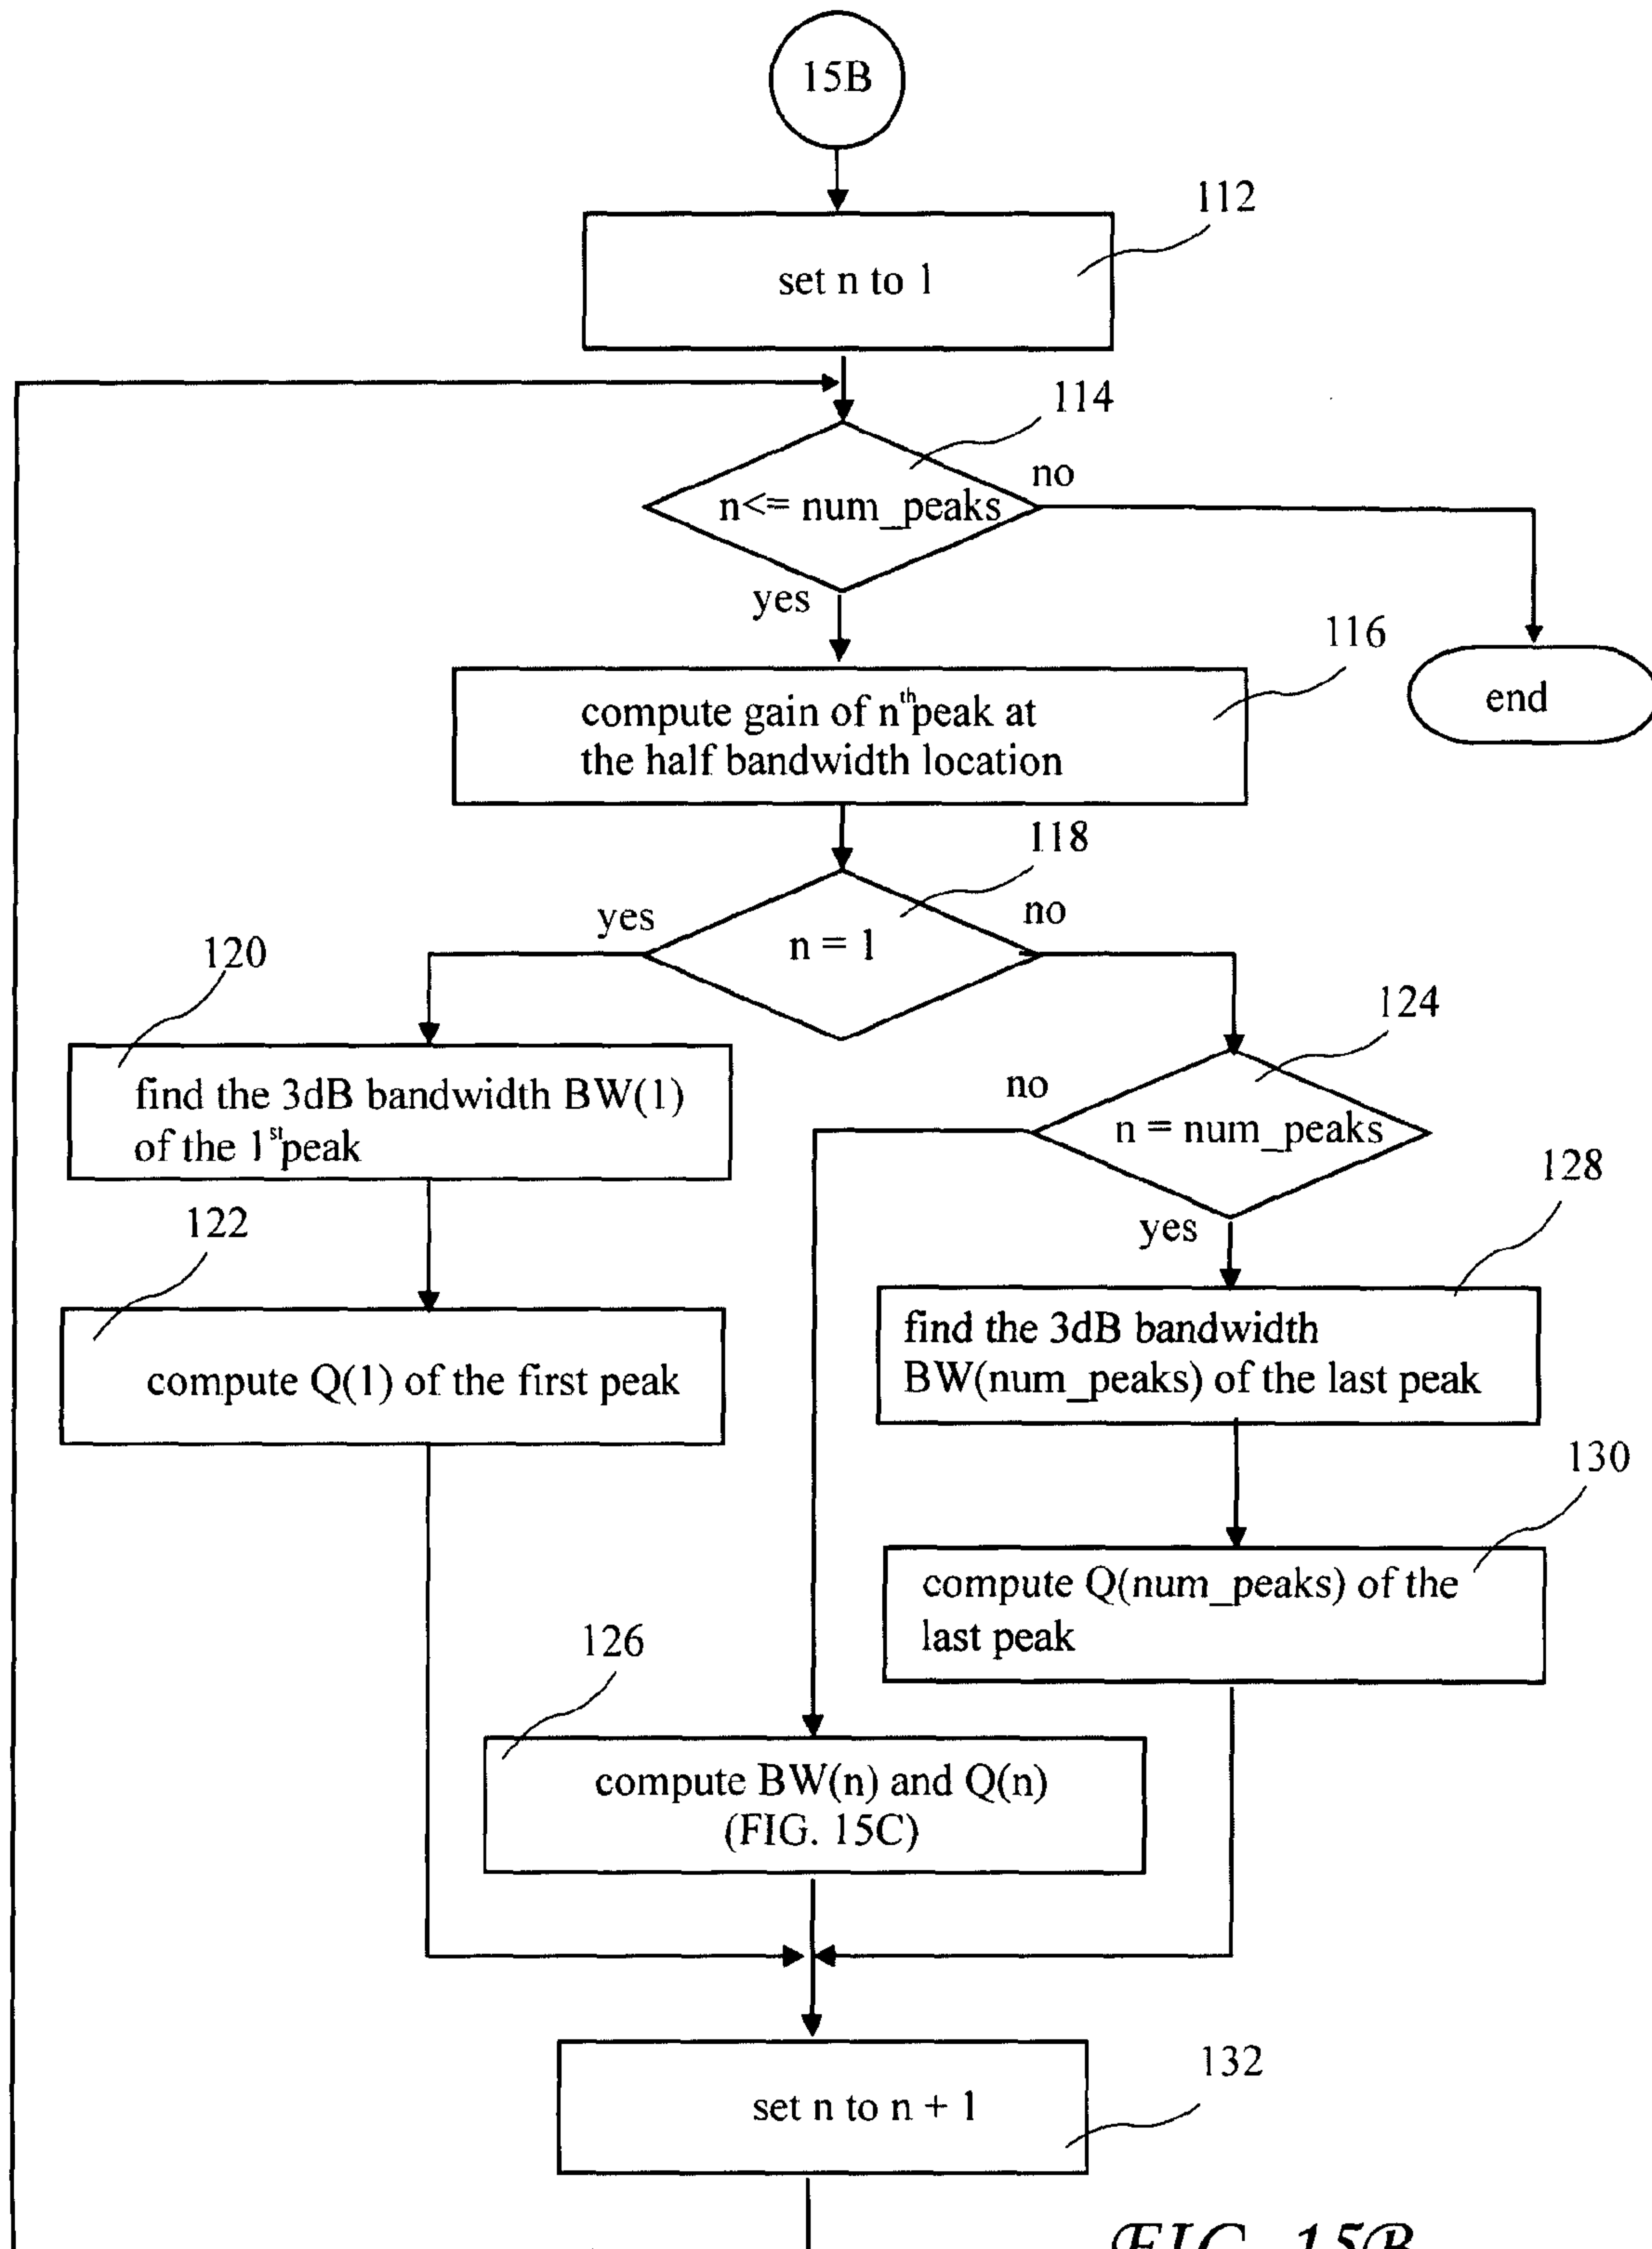 15B
112
set n to 1
114
no
n<= num_peaks
yes
116
compute gain of nth peak at
the half bandwidth location
end
118
yes
no
n = 1
120
124
find the 3dB bandwidth BW(1)
of the 1st peak
no
n = num_peaks
128
122
yes
compute Q(1) of the first peak
find the 3dB bandwidth
BW(num_peaks) of the last peak
130
compute Q(num_peaks) of the
last peak
126
compute BW(n) and Q(n)
(FIG. 15C)
132
set n to n + 1
FIG. 15B